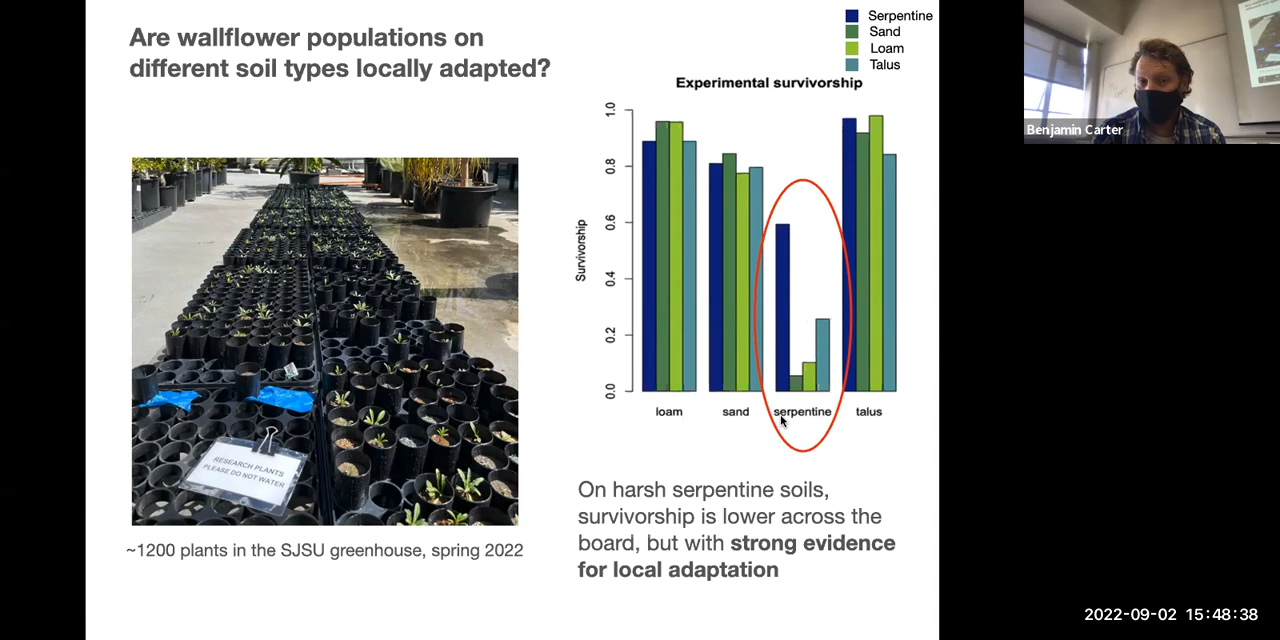 Are wallflower populations on
different soil types locally adapted?
Serpentine
Sand
Loam
Talus
Experimental survivorship
Survivorship
1.0
0.8
0.6
0.4
0.2
0.0
loam
sand
serpentine
talus
RESEARCH PLANTS
PLEASE DO NOT WATER
~1200 plants in the SJSU greenhouse, spring 2022
On harsh serpentine soils,
survivorship is lower across the
board, but with strong evidence
for local adaptation
Benjamin Carter
2022-09-02 15:48:38